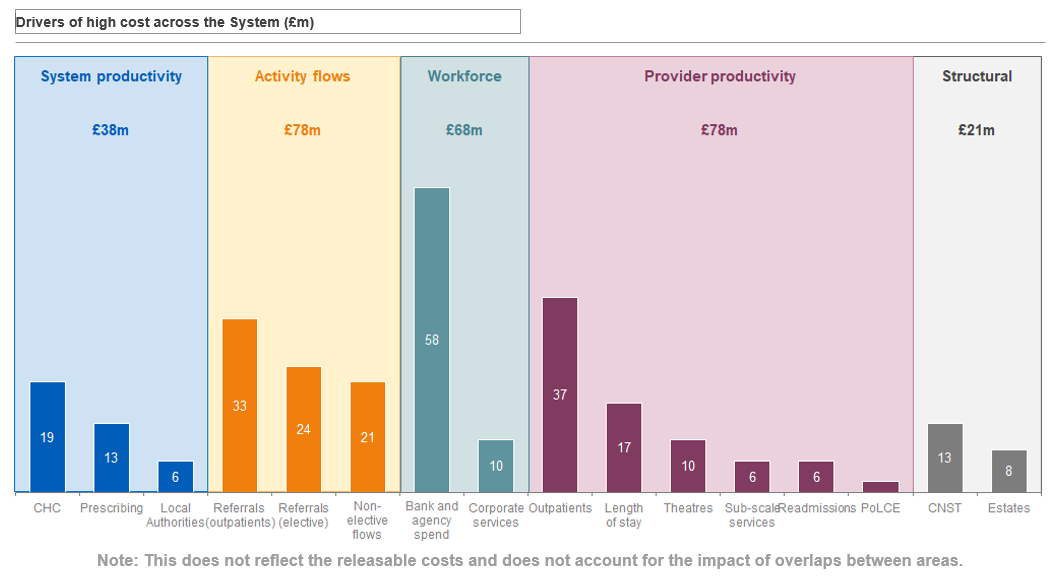 Drivers of high cost across the System (£m)
System productivity
Activity flows
Workforce
Provider productivity
Structural
£38m
£78m
£68m
£78m
£21m
19
13
6
33
24
21
58
10
37
17
10
6
6
13
8
CHC
Prescribing
Local
Authorities
Referrals
(outpatients)
Referrals
(elective)
Non-
elective
flows
Bank and
agency
spend
Corporate
services
Outpatients
Length
of stay
Theatres
Sub-scale
services
Readmissions
PoLCE
CNST
Estates
Note: This does not reflect the releasable costs and does not account for the impact of overlaps between areas.